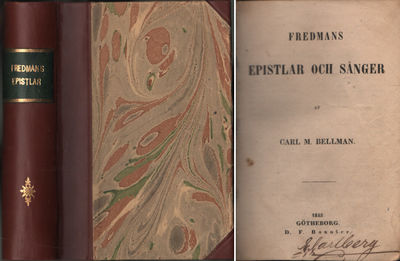 FREDMANS
EPISTLAR
FREDMANS
EPISTLAR OCH SÅNGER
AF
CARL M. BELLMAN.
GÖTHEBORG.
D. F. Bonnier.